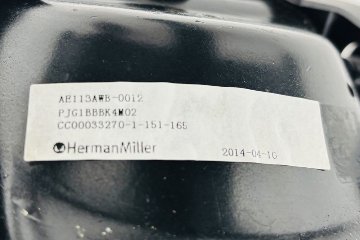 AE113AWB-0012
PJG1BBBK4M02
CC00033270-1-151-165
HermanMiller 2014-04-10